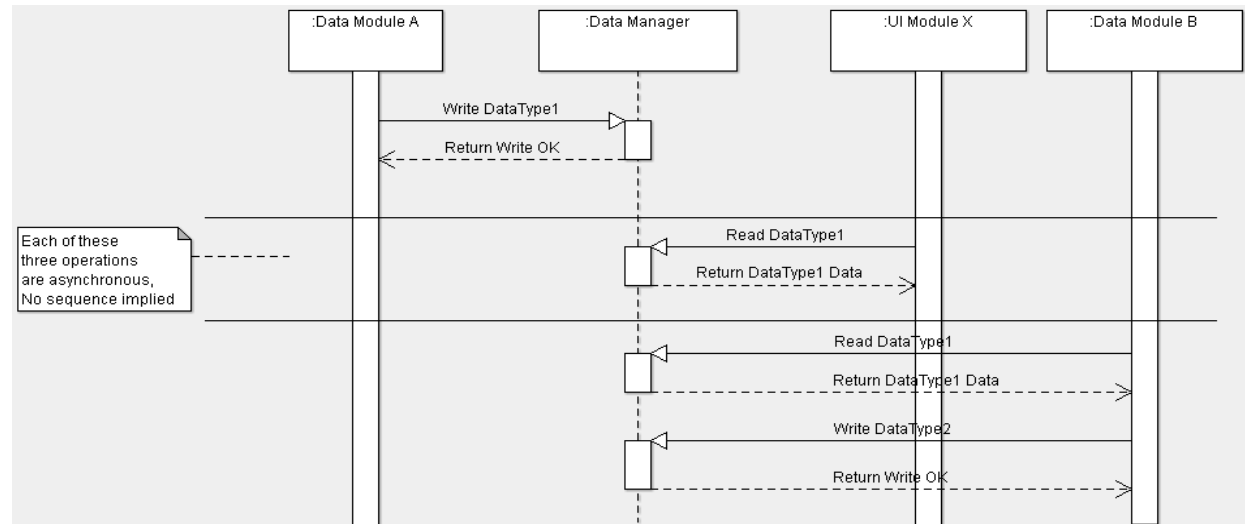 :Data Module A
:Data Manager
:UI Module X
:Data Module B
Write DataType1
Return Write OK
Each of these
three operations
are asynchronous,
No sequence implied
Read DataType1
Return DataType1 Data
Read DataType1
Return DataType1 Data
Write DataType2
Return Write OK